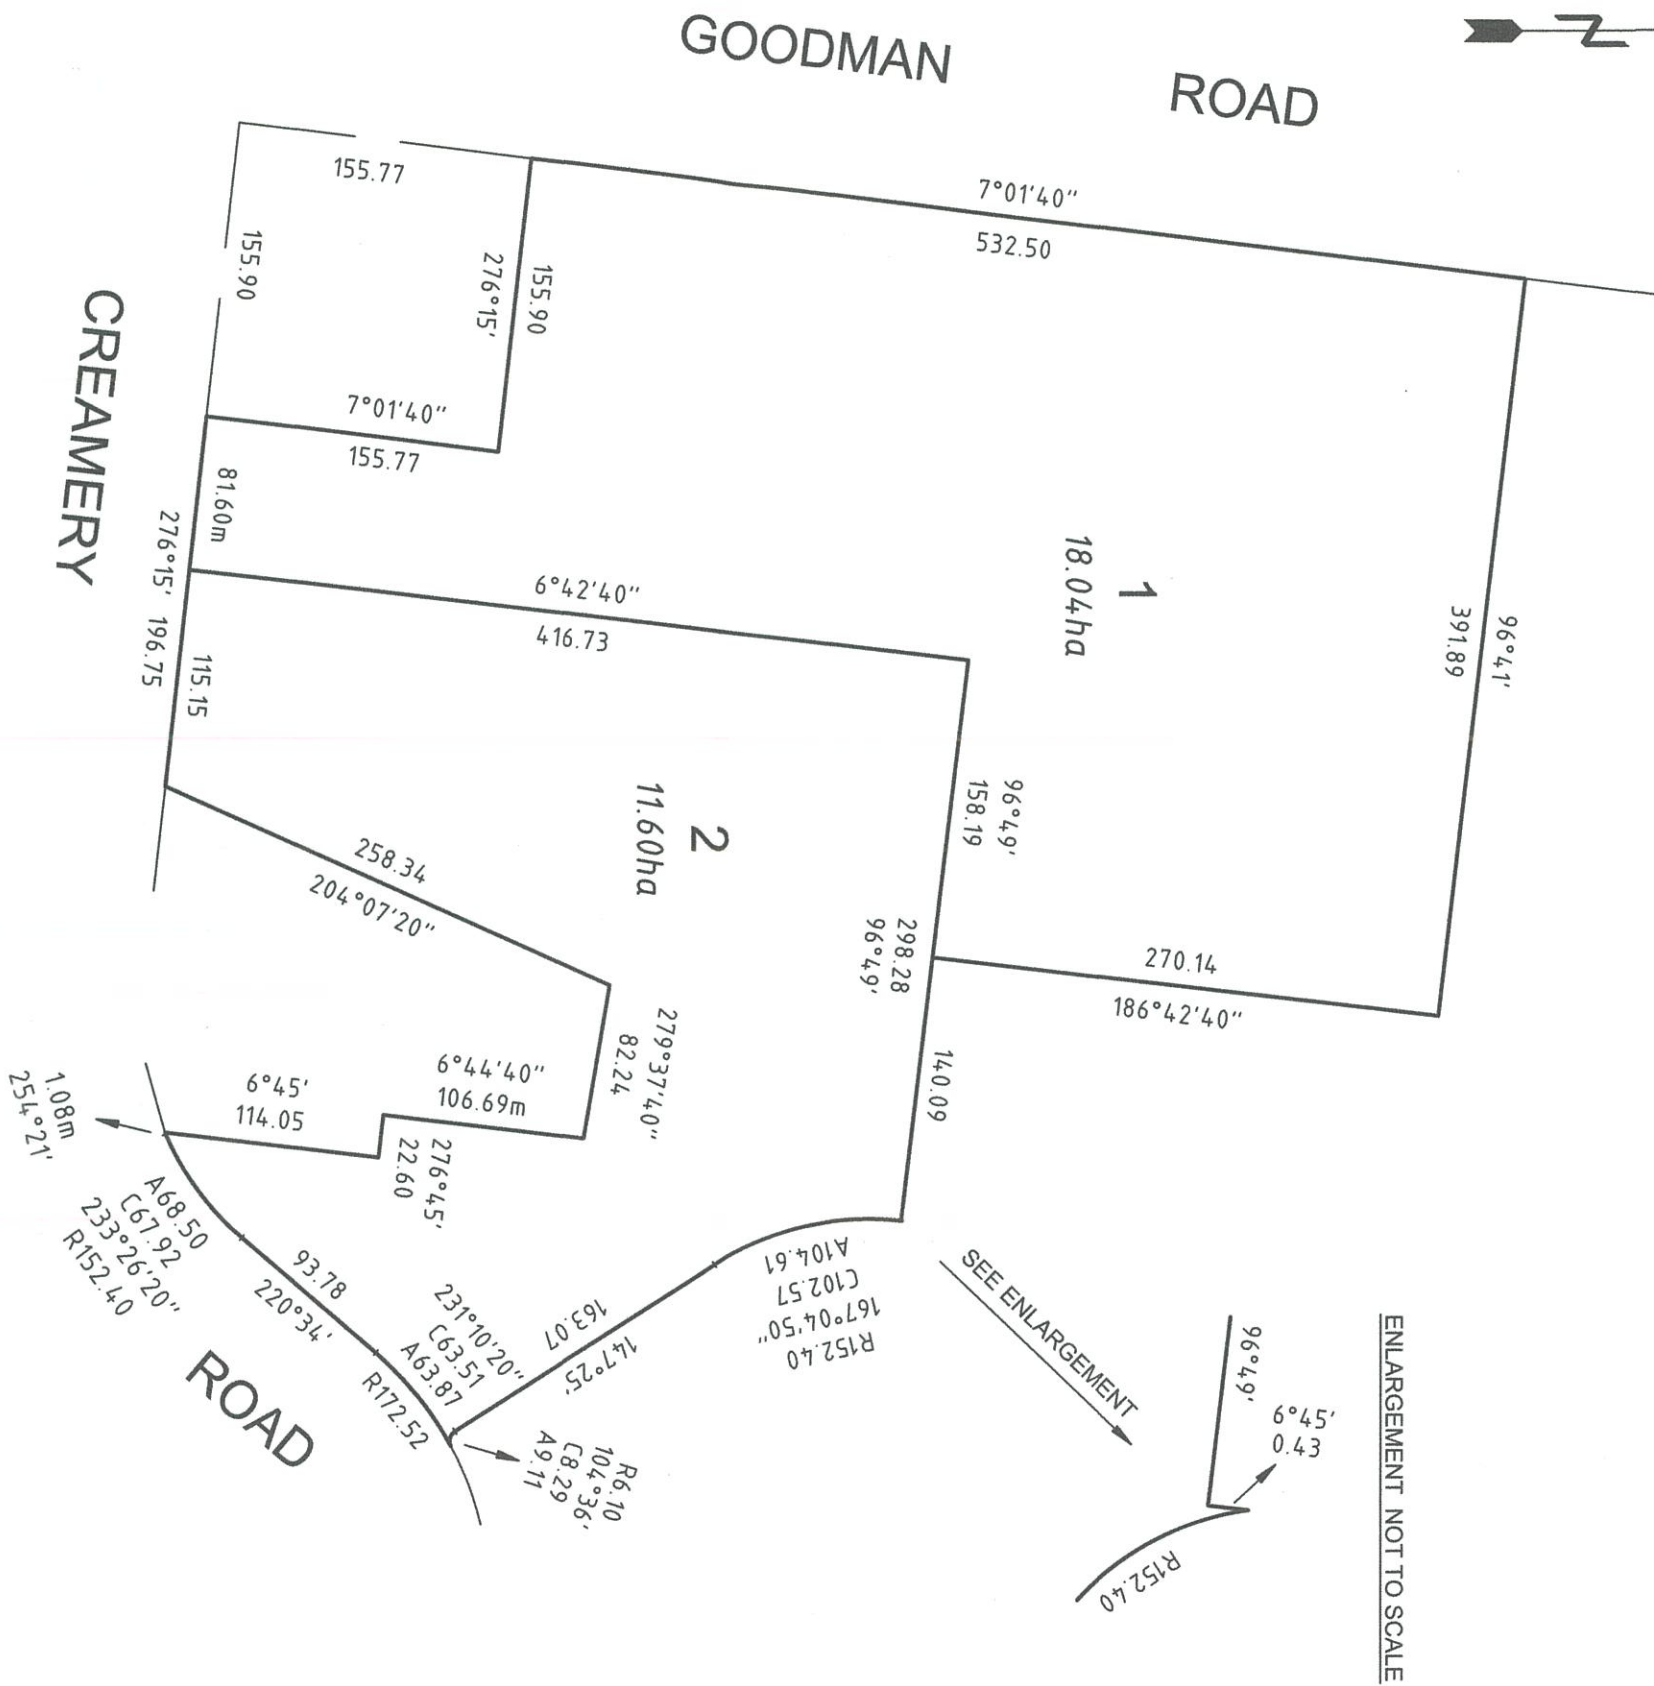 GOODMAN ROAD
N
155.77
7°01'40"
532.50
155.90
155.90
276°15'
7°01'40"
155.77
CREAMERY
81.60m
276°15' 196.75
115.15
6°42'40"
416.73
1
18.04ha
96°41'
391.89
96°49'
158.19
2
11.60ha
298.28
96°49'
270.14
186°42'40"
258.34
204°07'20"
279°37'40"
82.24
140.09
6°44'40"
106.69m
6°45'
114.05
276°45'
22.60
1.08m
254°21'
A68.50
C67.92
233°26'20"
R152.40
93.78
220°34'
231°10'20"
C63.51
A63.87
R172.52
163.07
147°25'
A104.61
C102.57
167°04'50"
R152.40
R6.10
104°36'
C8.29
A9.11
ROAD
SEE ENLARGEMENT
96°49'
6°45'
0.43
R152.40
ENLARGEMENT NOT TO SCALE